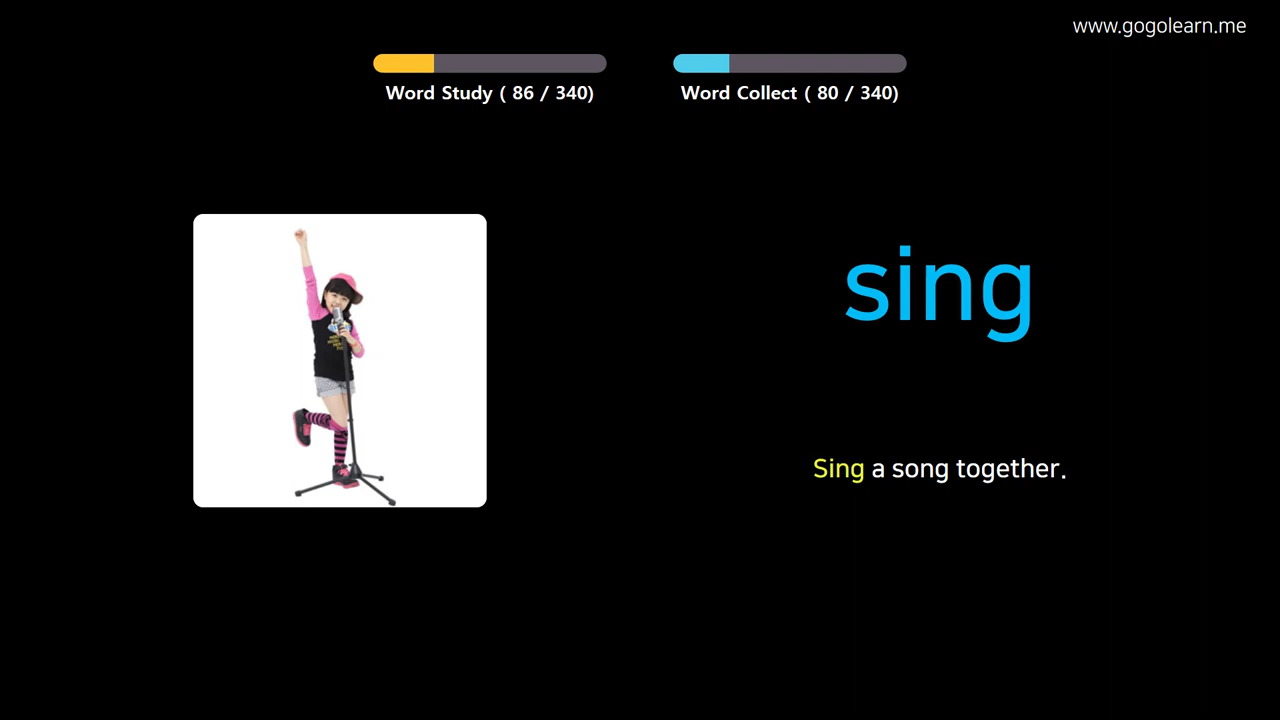 www.gogolearn.me
Word Study ( 86 / 340)
Word Collect ( 80 / 340)
sing
Sing a song together.